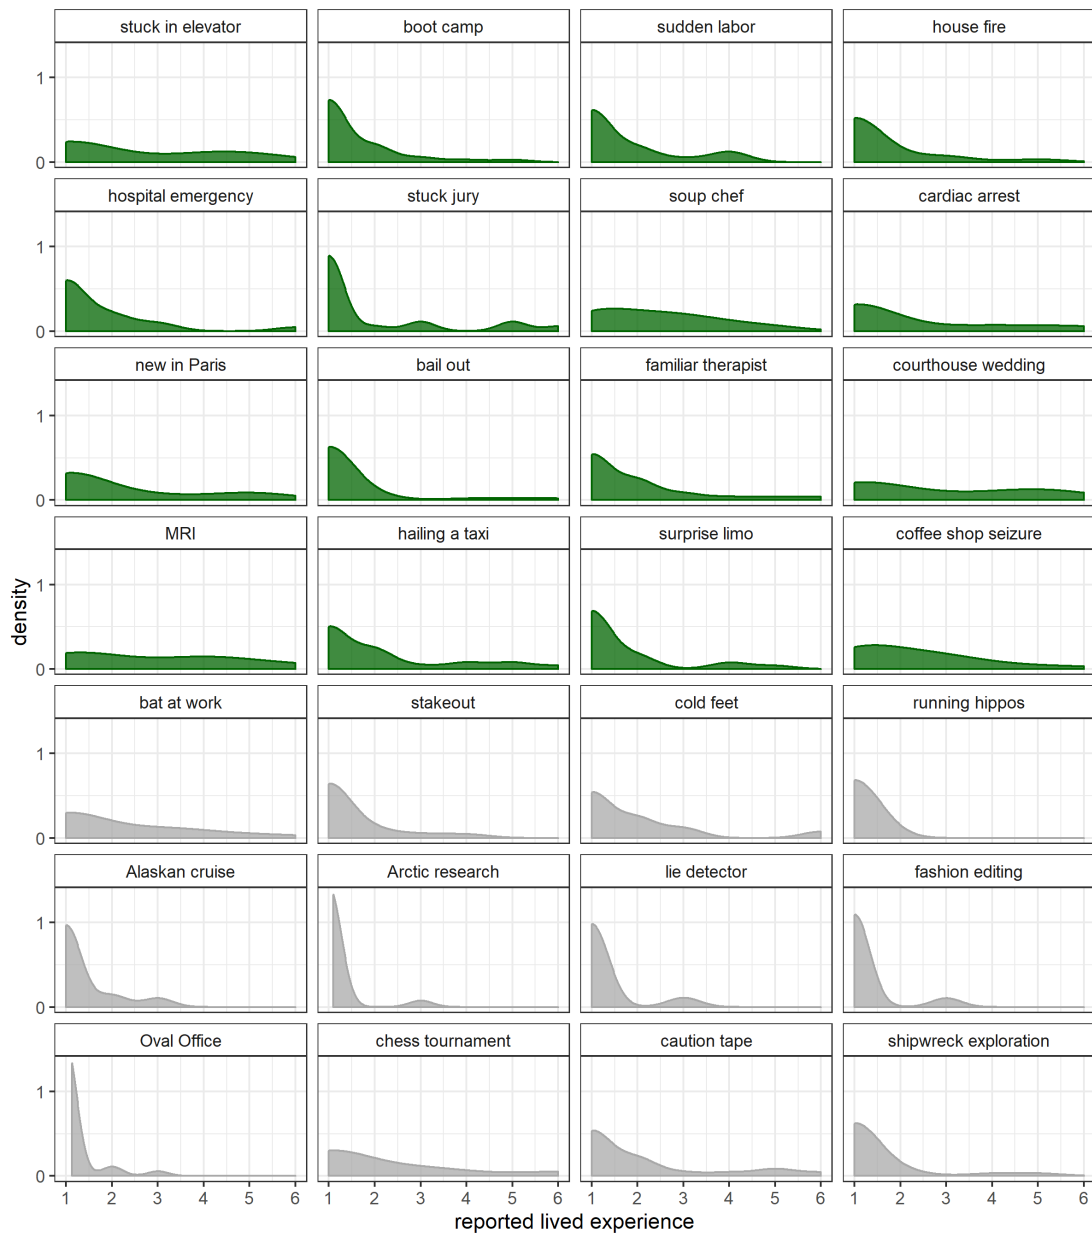 stuck in elevator boot camp sudden labor house fire
1
0
hospital emergency stuck jury soup chef cardiac arrest
1
0
new in Paris bail out familiar therapist courthouse wedding
1
0
MRI hailing a taxi surprise limo coffee shop seizure
1
0
bat at work stakeout cold feet running hippos
1
0
Alaskan cruise Arctic research lie detector fashion editing
1
0
Oval Office chess tournament caution tape shipwreck exploration
1
0
1 2 3 4 5 6 1 2 3 4 5 6 1 2 3 4 5 6 1 2 3 4 5 6
reported lived experience
density